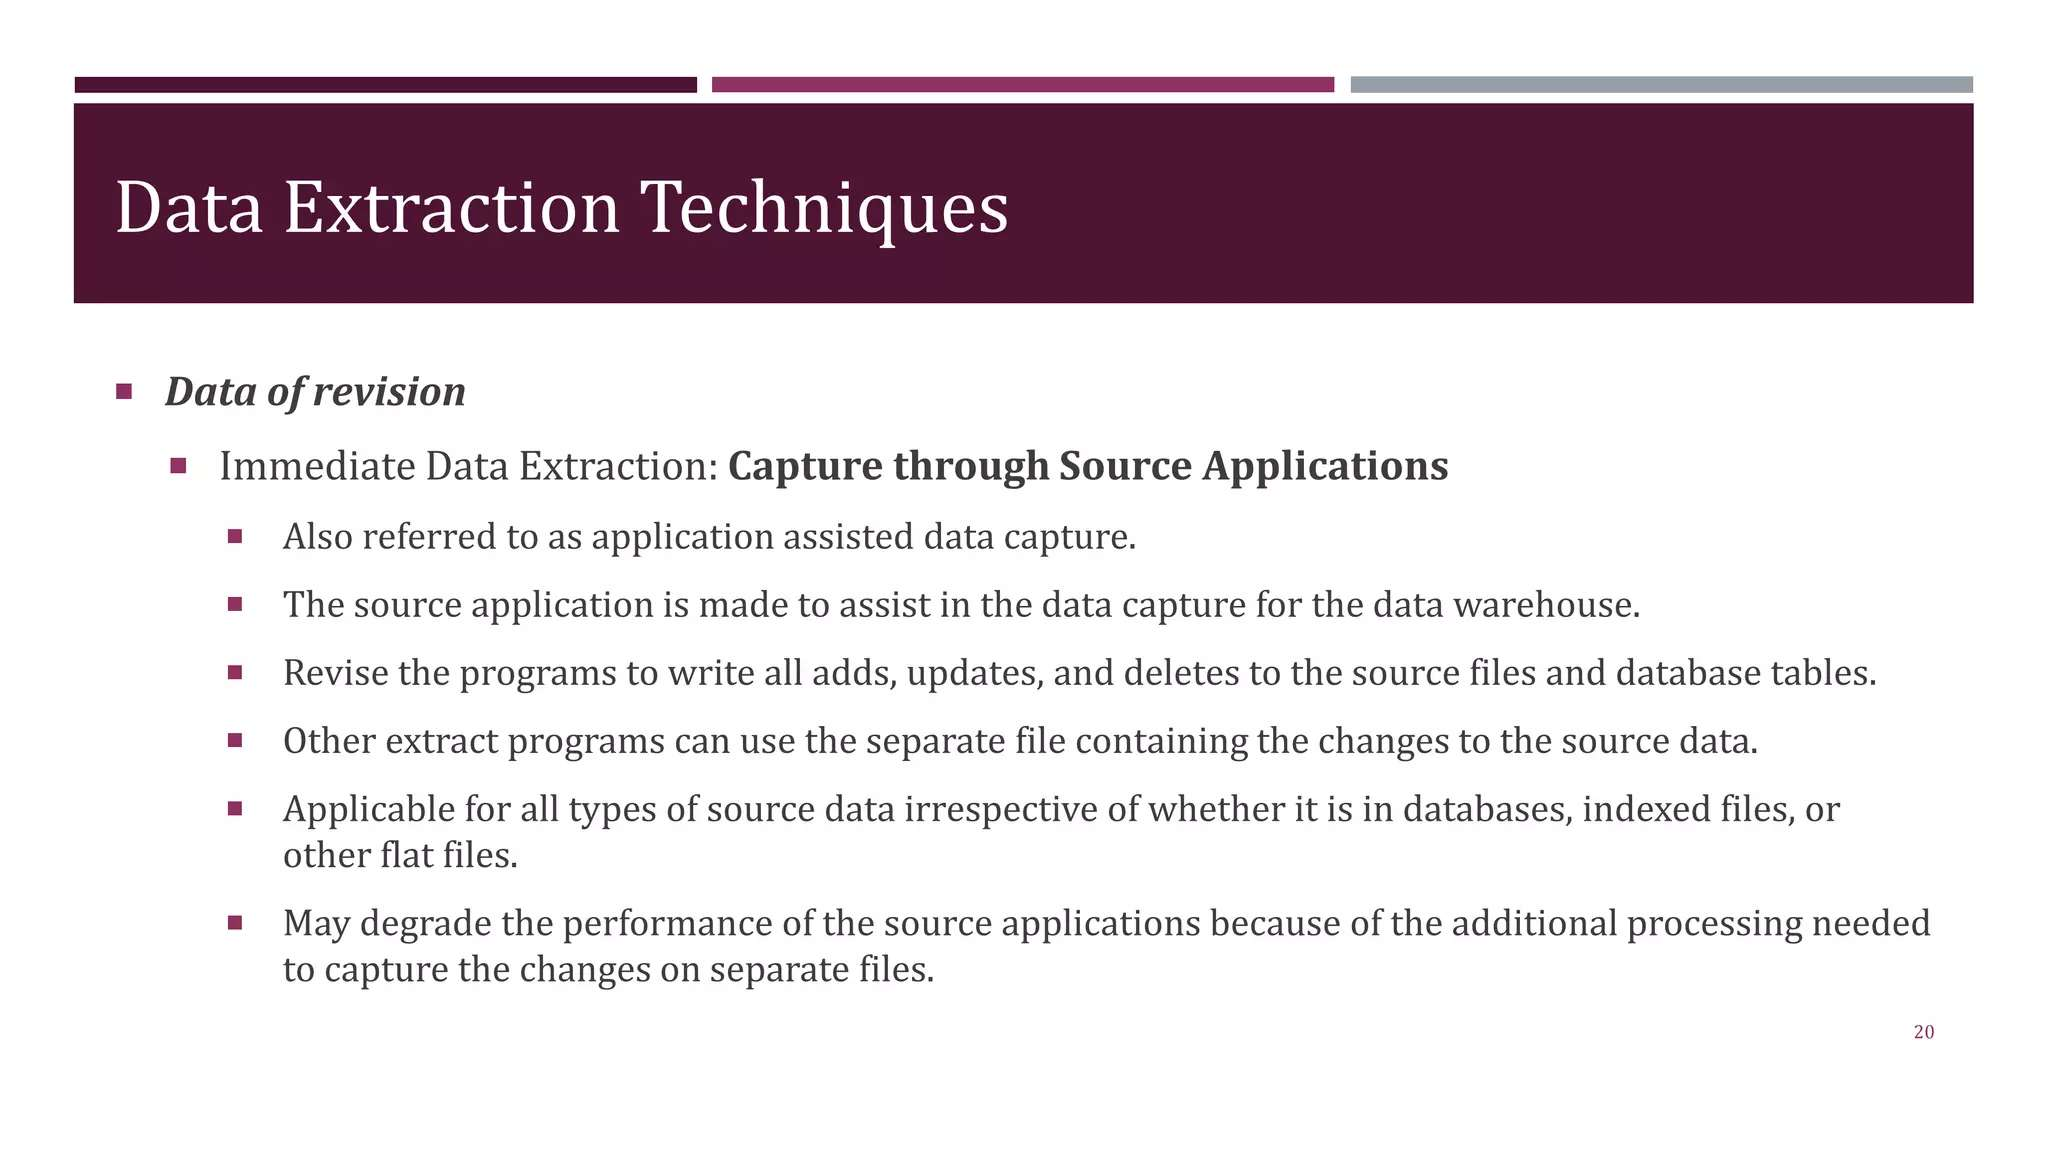 Data Extraction Techniques
Data of revision
Immediate Data Extraction: Capture through Source Applications
Also referred to as application assisted data capture.
The source application is made to assist in the data capture for the data warehouse.
Revise the programs to write all adds, updates, and deletes to the source files and database tables.
Other extract programs can use the separate file containing the changes to the source data.
Applicable for all types of source data irrespective of whether it is in databases, indexed files, or
other flat files.
May degrade the performance of the source applications because of the additional processing needed
to capture the changes on separate files.
20